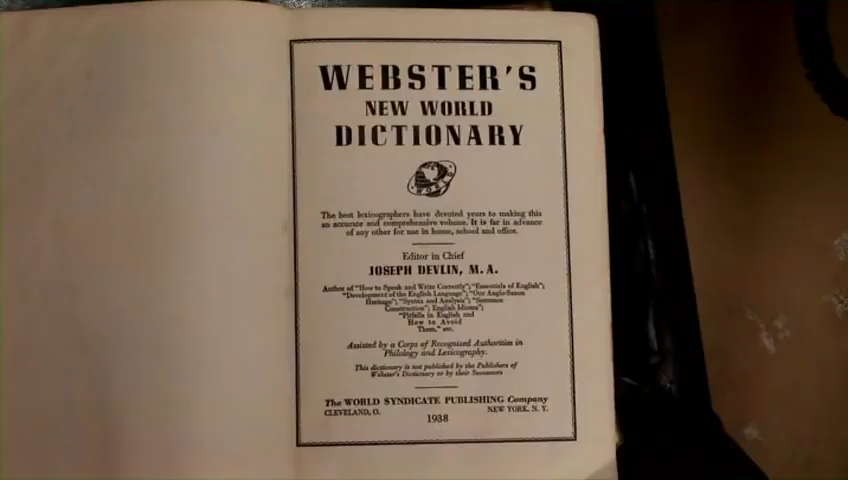 WEBSTER'S
NEW WORLD
DICTIONARY
WORLD
The best lexicographers have devoted years to making this
an accurate and comprehensive volume. It is far in advance
of any other for use in home, school and office.
Editor in Chief
JOSEPH DEVLIN, M.A.
Author of "How to Speak and Write Correctly"; "Essentials of English";
"Development of the English Language"; "Our Anglo-Saxon
Heritage"; "Syntax and Analysis"; "Sentence
Construction"; English Idioms";
"Pitfalls in English and
How to Avoid
Them," etc.
Assisted by a Corps of Recognized Authorities in
Philology and Lexicography.
This dictionary is not published by the Publishers of
Webster's Dictionary or by their Successors
The WORLD SYNDICATE PUBLISHING Company
CLEVELAND, O. NEW YORK, N. Y.
1938